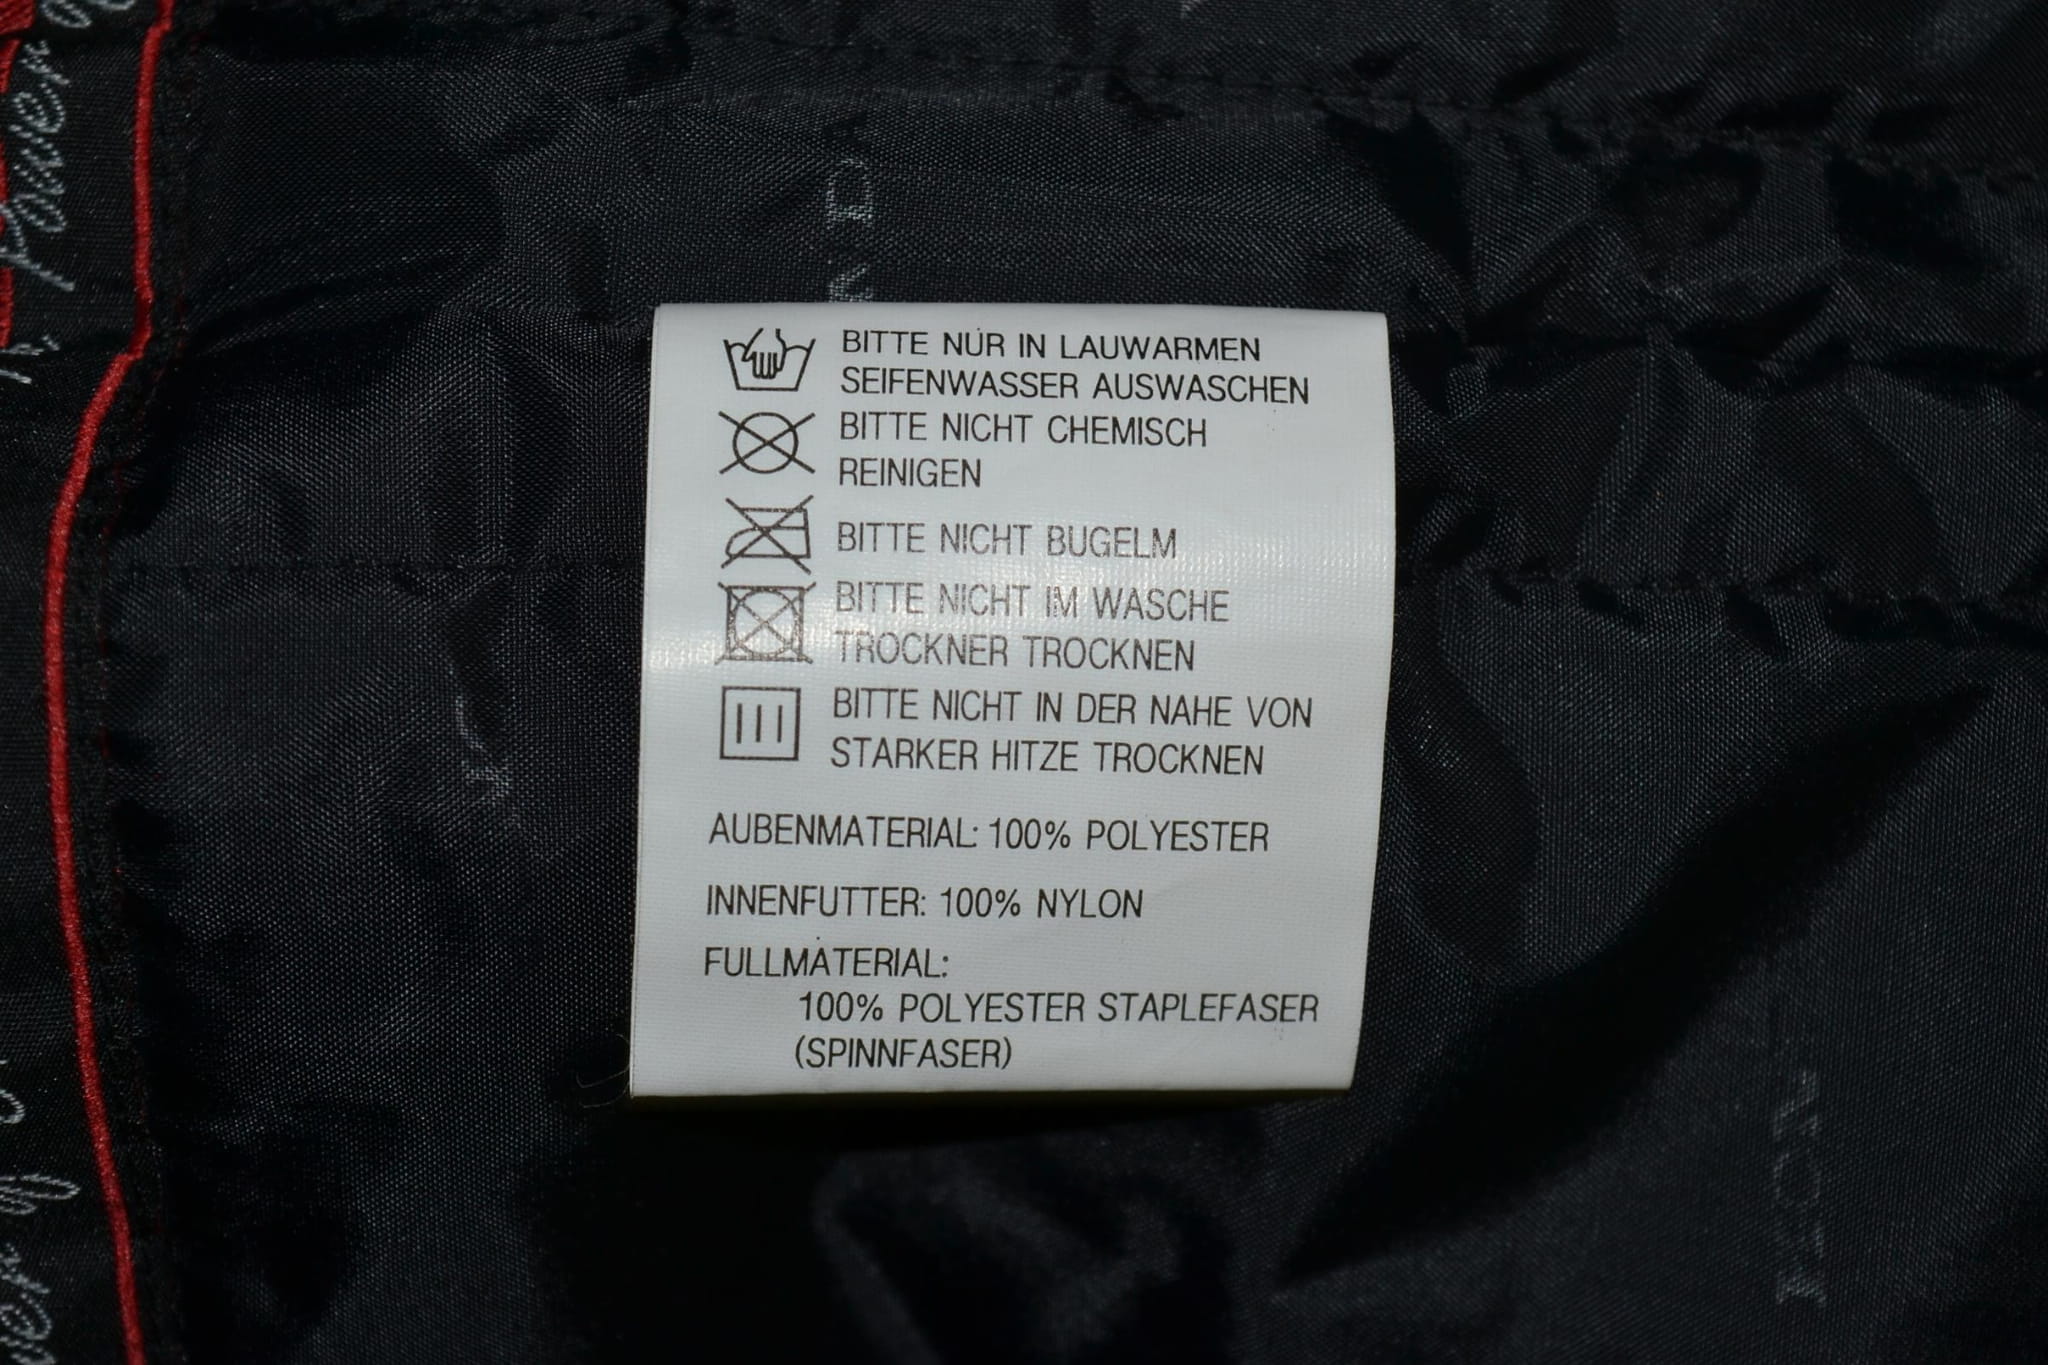 BITTE NUR IN LAUWARMEN
SEIFENWASSER AUSWASCHEN
BITTE NICHT CHEMISCH
REINIGEN
BITTE NICHT BUGELM
BITTE NICHT IM WASCHE
TROCKNER TROCKNEN
BITTE NICHT IN DER NAHE VON
STARKER HITZE TROCKNEN
AUBENMATERIAL: 100% POLYESTER
INNENFUTTER: 100% NYLON
FULLMATERIAL:
100% POLYESTER STAPLEFASER
(SPINNFASER)